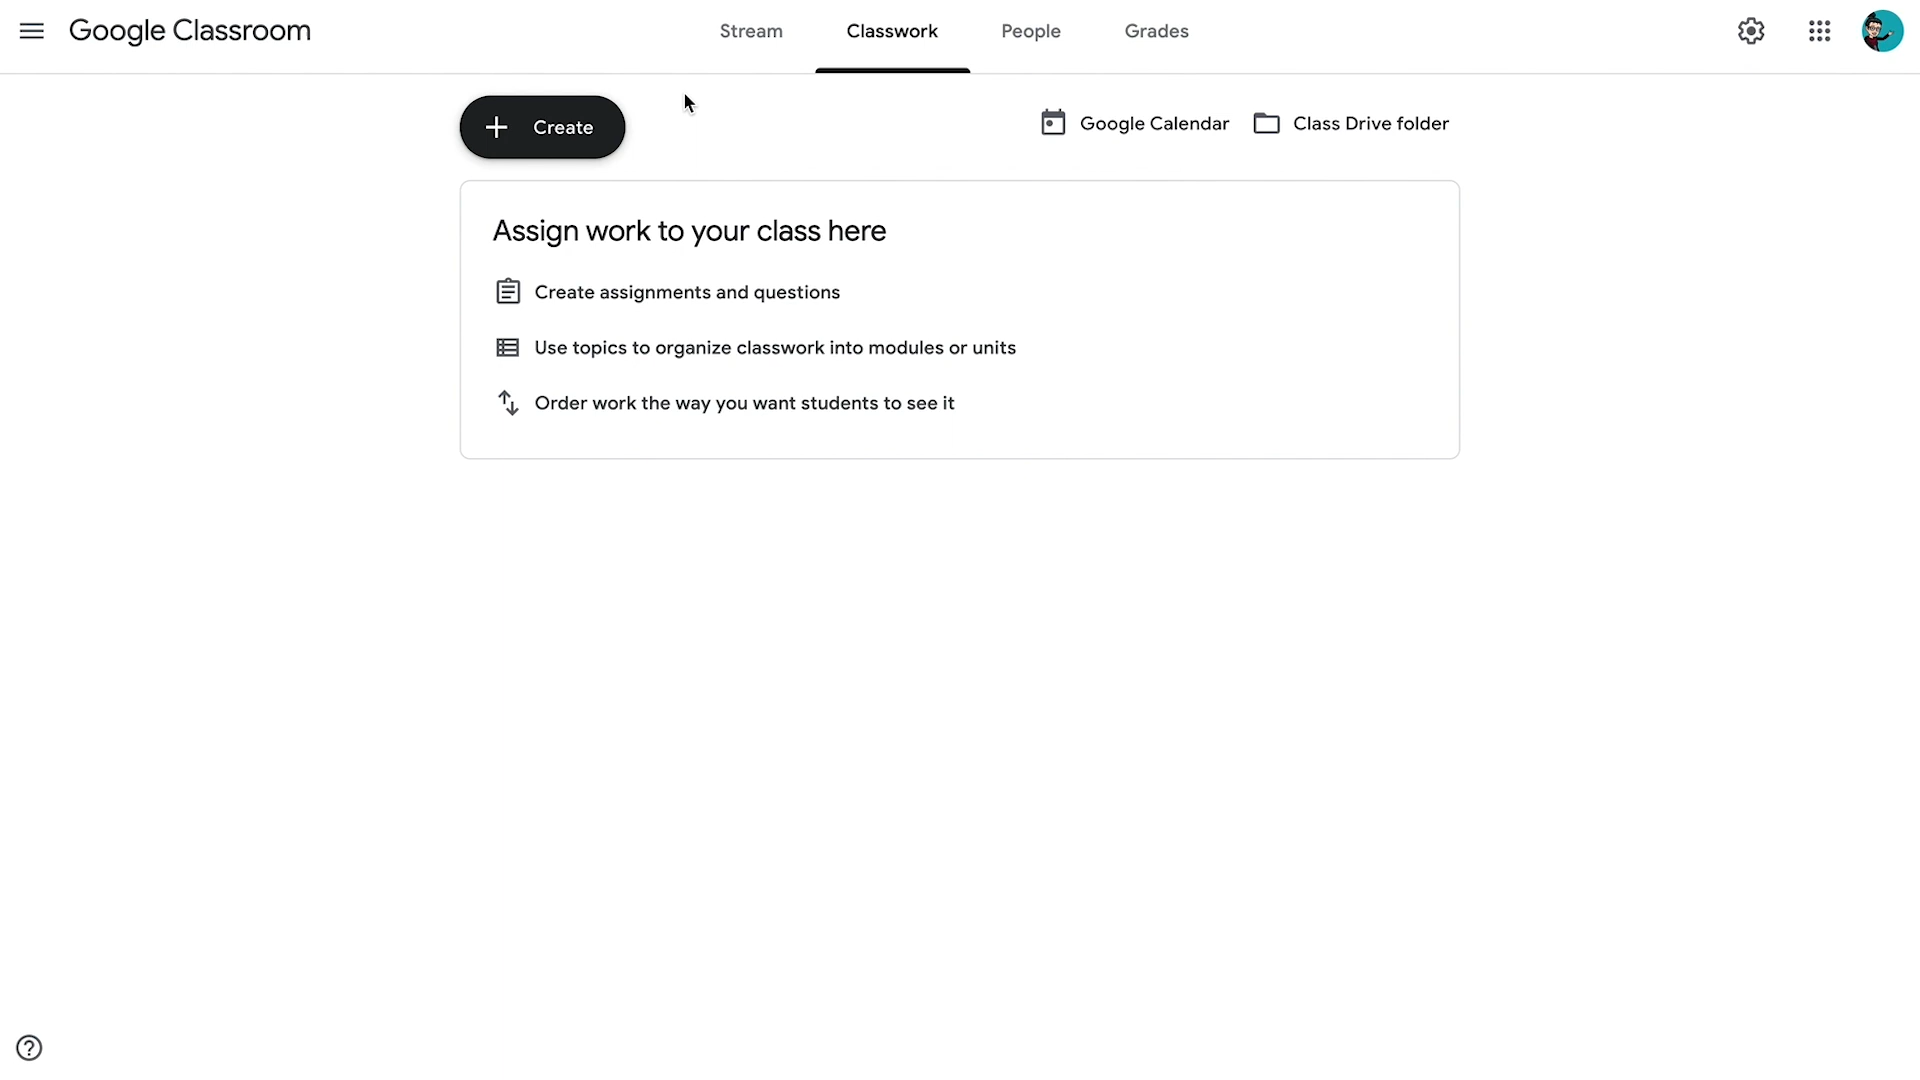 Google Classroom
Stream
Classwork
People
Grades
Create
Google Calendar
Class Drive folder
Assign work to your class here
Create assignments and questions
Use topics to organize classwork into modules or units
Order work the way you want students to see it